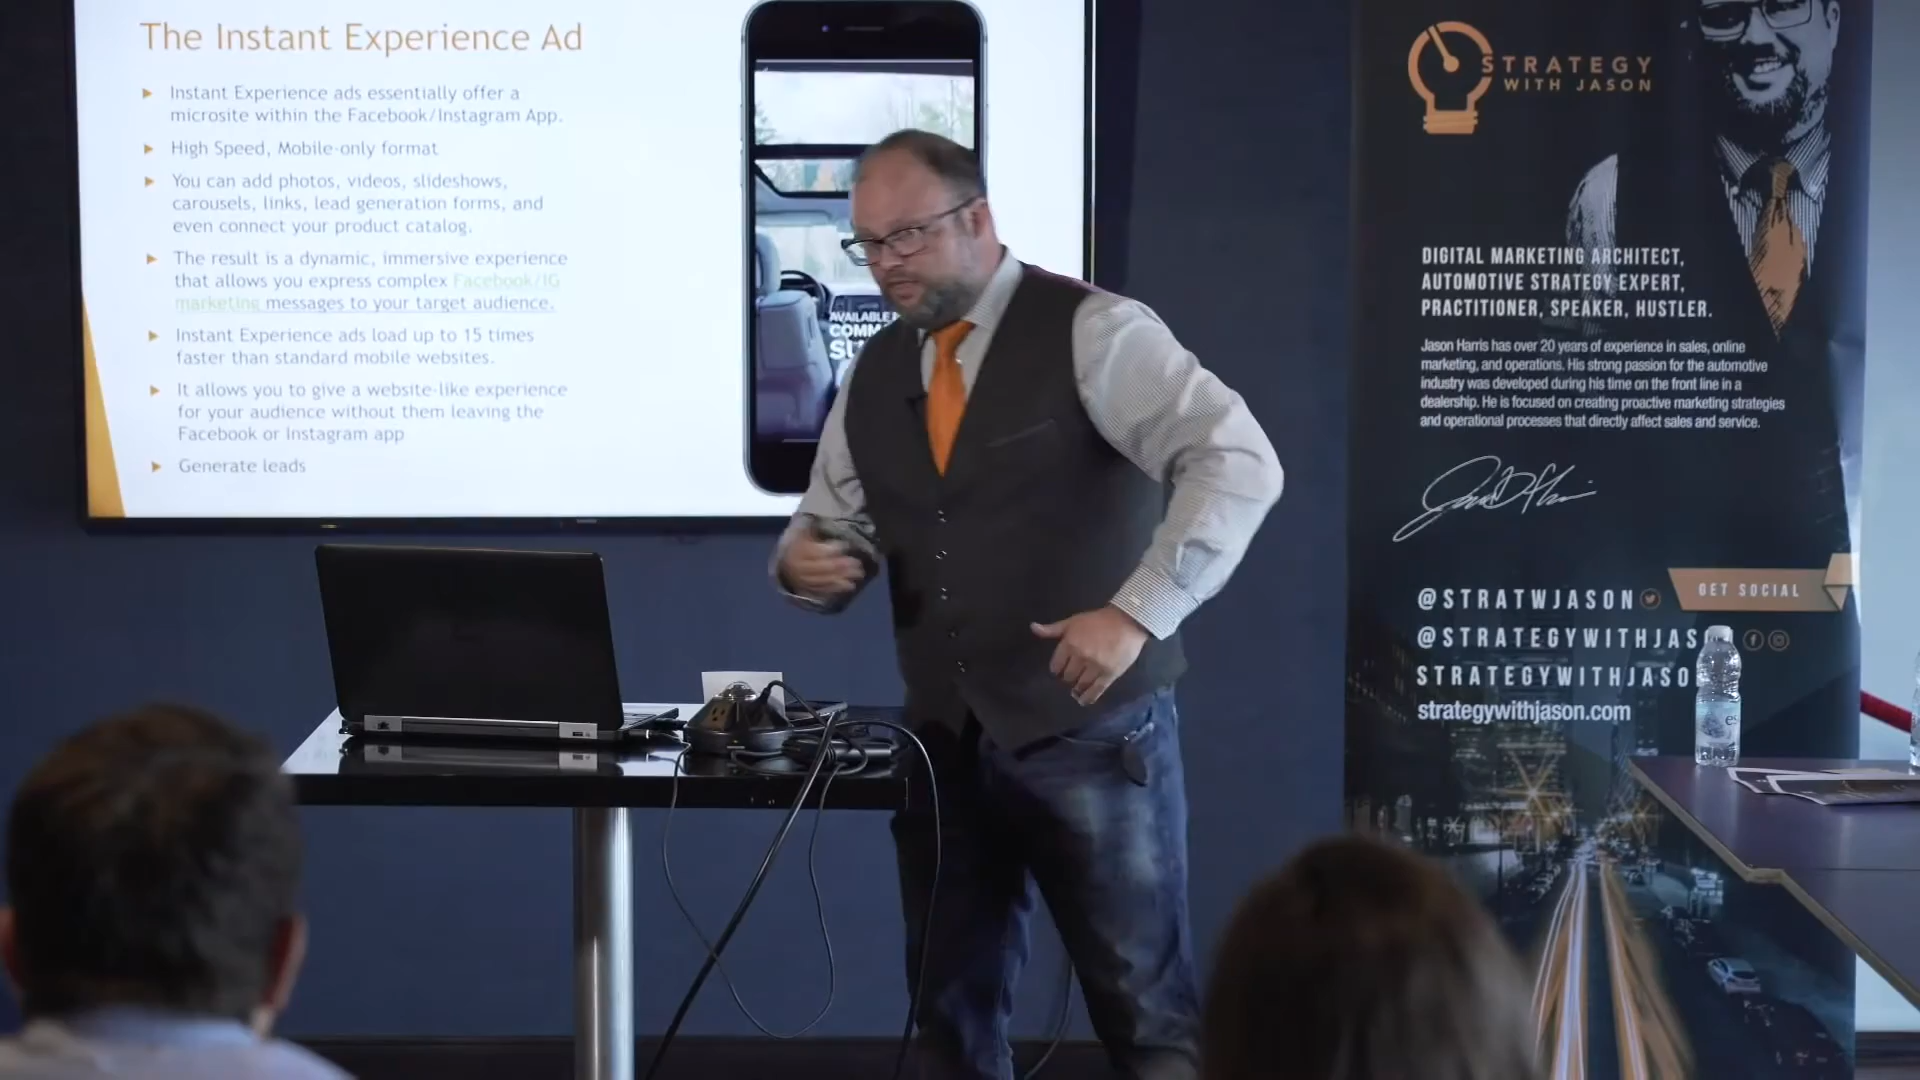 The Instant Experience Ad
Instant Experience ads essentially offer a
microsite within the Facebook/Instagram App.
High Speed, Mobile-only format
You can add photos, videos, slideshows,
carousels, links, lead generation forms, and
even connect your product catalog.
The result is a dynamic, immersive experience
that allows you express complex Facebook/IG
marketing messages to your target audience.
Instant Experience ads load up to 15 times
faster than standard mobile websites.
It allows you to give a website-like experience
for your audience without them leaving the
Facebook or Instagram app
Generate leads
AVAILABLE
STRATEGY
WITH JASON
DIGITAL MARKETING ARCHITECT,
AUTOMOTIVE STRATEGY EXPERT,
PRACTITIONER, SPEAKER, HUSTLER.
Jason Harris has over 20 years of experience in sales, online
marketing, and operations. His strong passion for the automotive
industry was developed during his time on the front line in a
dealership. He is focused on creating proactive marketing strategies
and operational processes that directly affect sales and service.
GET SOCIAL
@STRATWJASON
@STRATEGYWITHJAS
STRATEGYWITHJASO
strategywithjason.com